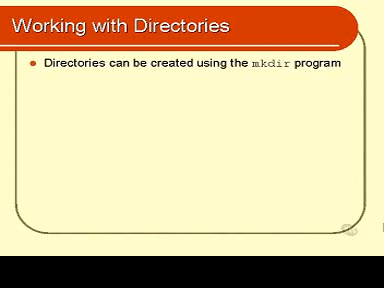 Working with Directories
Directories can be created using the mkdir program